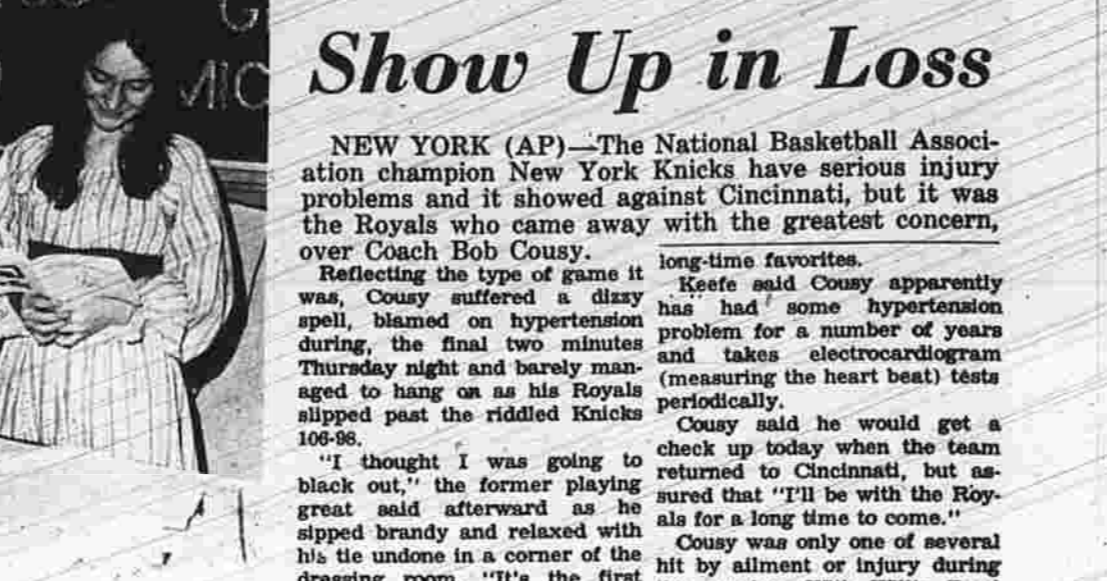 G
MIC
Show Up in Loss
NEW YORK (AP)—The National Basketball Associ-
ation champion New York Knicks have serious injury
problems and it showed against Cincinnati, but it was
the Royals who came away with the greatest concern,
over Coach Bob Cousy.
Reflecting the type of game it
was, Cousy suffered a dizzy
spell, blamed on hypertension
during, the final two minutes
Thursday night and barely man-
aged to hang on as his Royals
slipped past the riddled Knicks
106-98.
"I thought I was going to
black out," the former playing
great said afterward as he
sipped brandy and relaxed with
his tie undone in a corner of the
dressing room. "It's the first
long-time favorites.
Keefe said Cousy apparently
has had some hypertension
problem for a number of years
and takes electrocardiogram
(measuring the heart beat) tests
periodically.
Cousy said he would get a
check up today when the team
returned to Cincinnati, but as-
sured that "I'll be with the Roy-
als for a long time to come."
Cousy was only one of several
hit by ailment or injury during